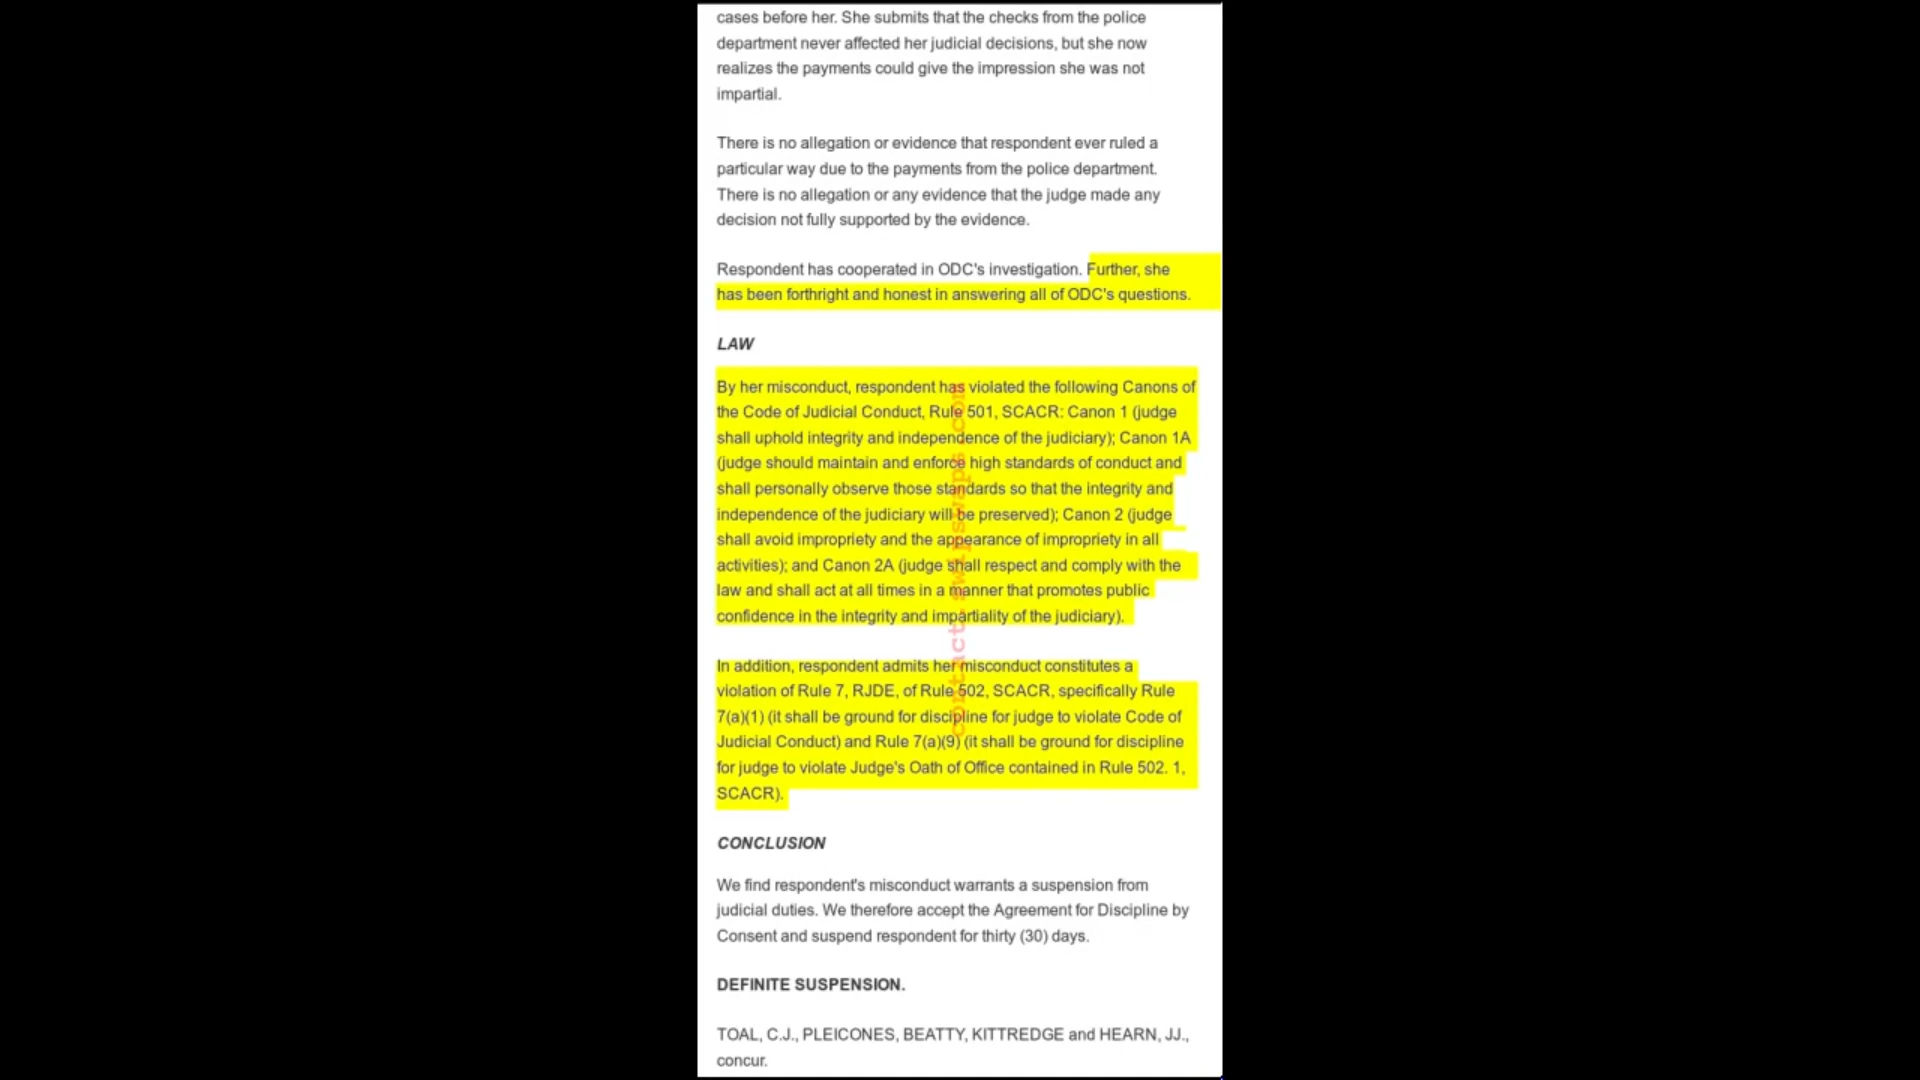 cases before her. She submits that the checks from the police
department never affected her judicial decisions, but she now
realizes the payments could give the impression she was not
impartial.
There is no allegation or evidence that respondent ever ruled a
particular way due to the payments from the police department.
There is no allegation or any evidence that the judge made any
decision not fully supported by the evidence.
Respondent has cooperated in ODC's investigation. Further, she
has been forthright and honest in answering all of ODC's questions.
LAW
By her misconduct, respondent has violated the following Canons of
the Code of Judicial Conduct, Rule 501, SCACR: Canon 1 (judge
shall uphold integrity and independence of the judiciary); Canon 1A
(judge should maintain and enforce high standards of conduct and
shall personally observe those standards so that the integrity and
independence of the judiciary will be preserved); Canon 2 (judge
shall avoid impropriety and the appearance of impropriety in all
activities); and Canon 2A (judge shall respect and comply with the
law and shall act at all times in a manner that promotes public
confidence in the integrity and impartiality of the judiciary).
In addition, respondent admits her misconduct constitutes a
violation of Rule 7, RJDE, of Rule 502, SCACR, specifically Rule
7(a)(1) (it shall be ground for discipline for judge to violate Code of
Judicial Conduct) and Rule 7(a)(9) (it shall be ground for discipline
for judge to violate Judge's Oath of Office contained in Rule 502. 1,
SCACR).
CONCLUSION
We find respondent's misconduct warrants a suspension from
judicial duties. We therefore accept the Agreement for Discipline by
Consent and suspend respondent for thirty (30) days.
DEFINITE SUSPENSION.
TOAL, C.J., PLEICONES, BEATTY, KITTREDGE and HEARN, JJ.,
concur.